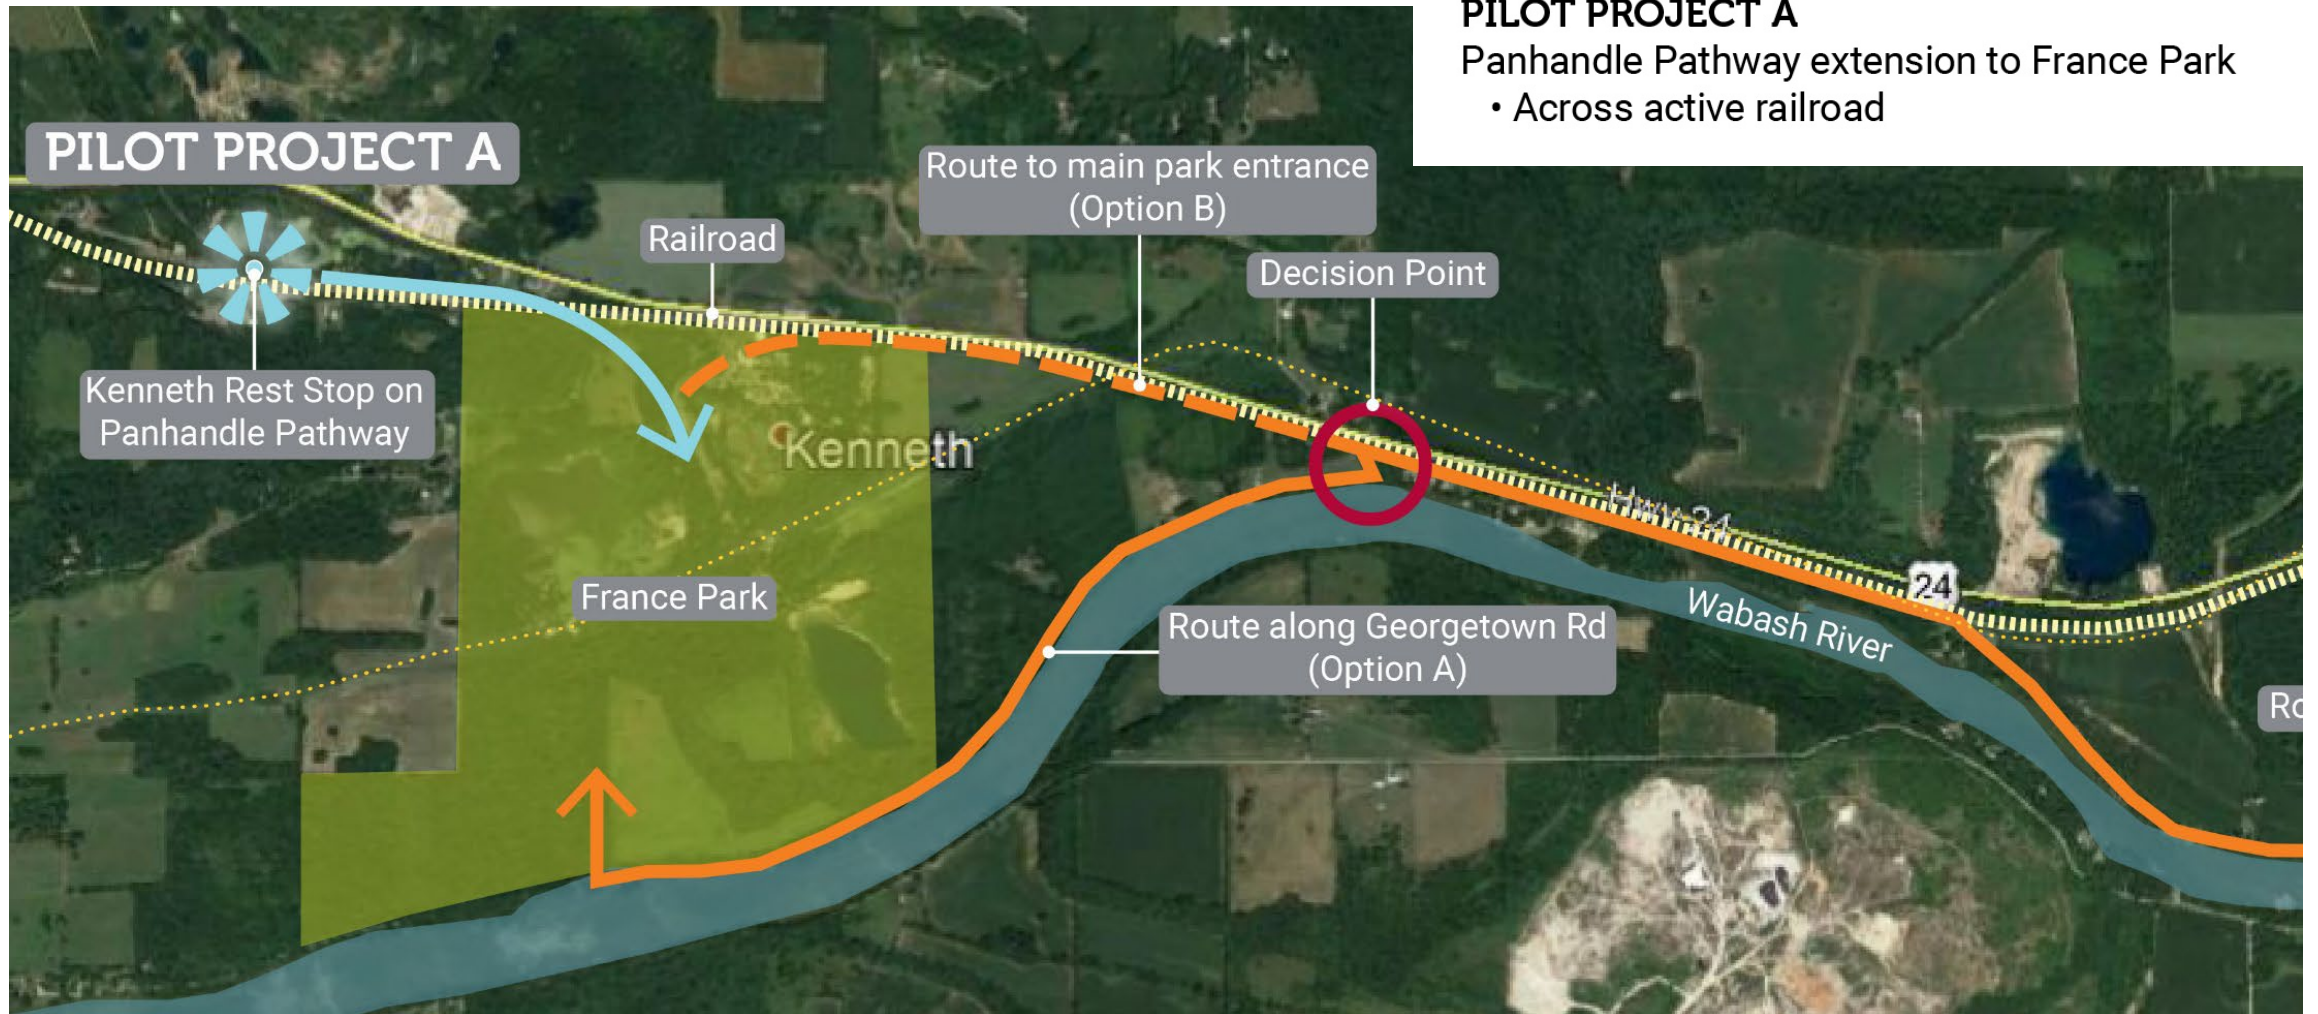 PILOT PROJECT A
Panhandle Pathway extension to France Park
• Across active railroad
PILOT PROJECT A
Route to main park entrance
(Option B)
Railroad
Decision Point
Kenneth Rest Stop on
Panhandle Pathway
Kenneth
Hwy 24
24
France Park
Wabash River
Route along Georgetown Rd
(Option A)